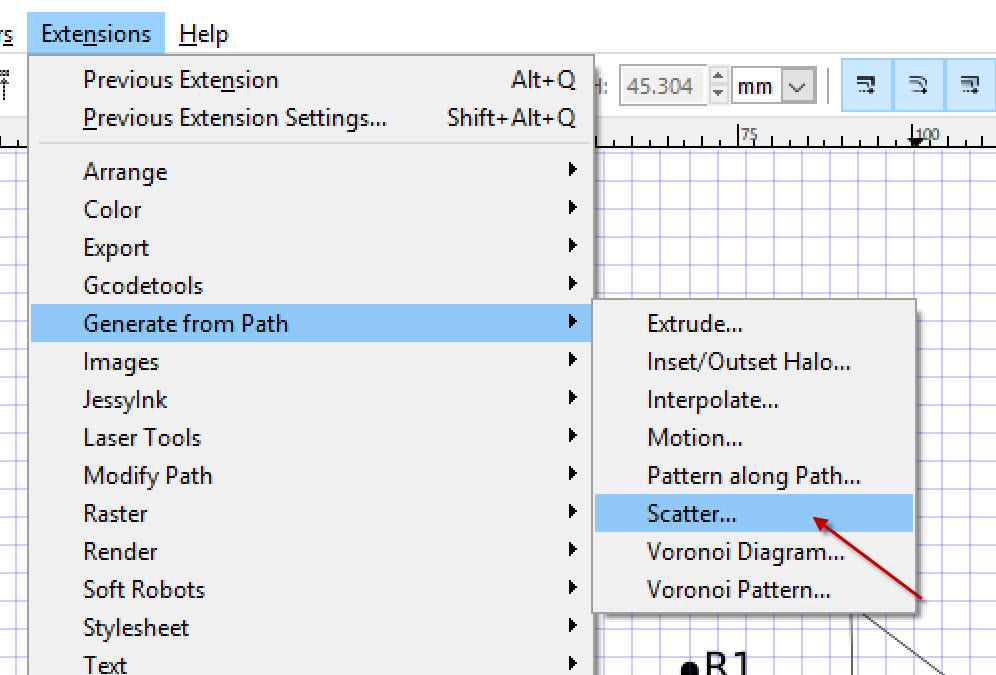 rs Extensions Help
Previous Extension Alt+Q
Previous Extension Settings... Shift+Alt+Q
H: 45.304 mm
75 100
Arrange
Color
Export
Gcodetools
Generate from Path
Images
JessyInk
Laser Tools
Modify Path
Raster
Render
Soft Robots
Stylesheet
Text
Extrude...
Inset/Outset Halo...
Interpolate...
Motion...
Pattern along Path...
Scatter...
Voronoi Diagram...
Voronoi Pattern...
B1